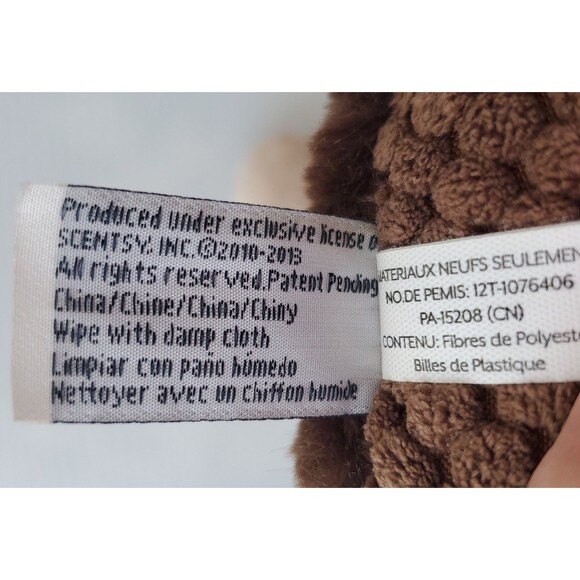 Produced under exclusive license o
SCENTSY, INC.©2010-2013
All rights reserved.Patent Pending
China/Chine/China/Chiny
Wipe with damp cloth
Limpiar con paño húmedo
Nettoyer avec un chiffon humide
MATERIAUX NEUFS SEULEMEN
NO.DE PEMIS: 12T-1076406
PA-15208 (CN)
CONTENU: Fibres de Polyeste
Billes de Plastique